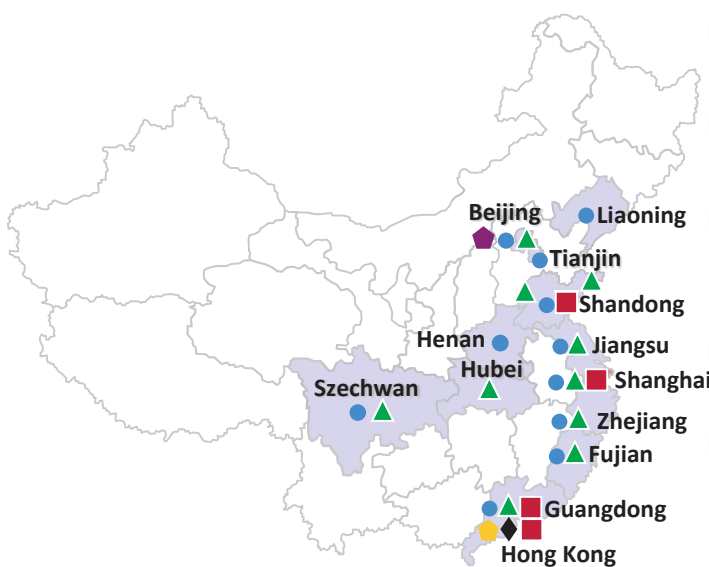 Beijing
Liaoning
Tianjin
Shandong
Henan
Jiangsu
Hubei
Shanghai
Szechwan
Zhejiang
Fujian
Guangdong
Hong Kong